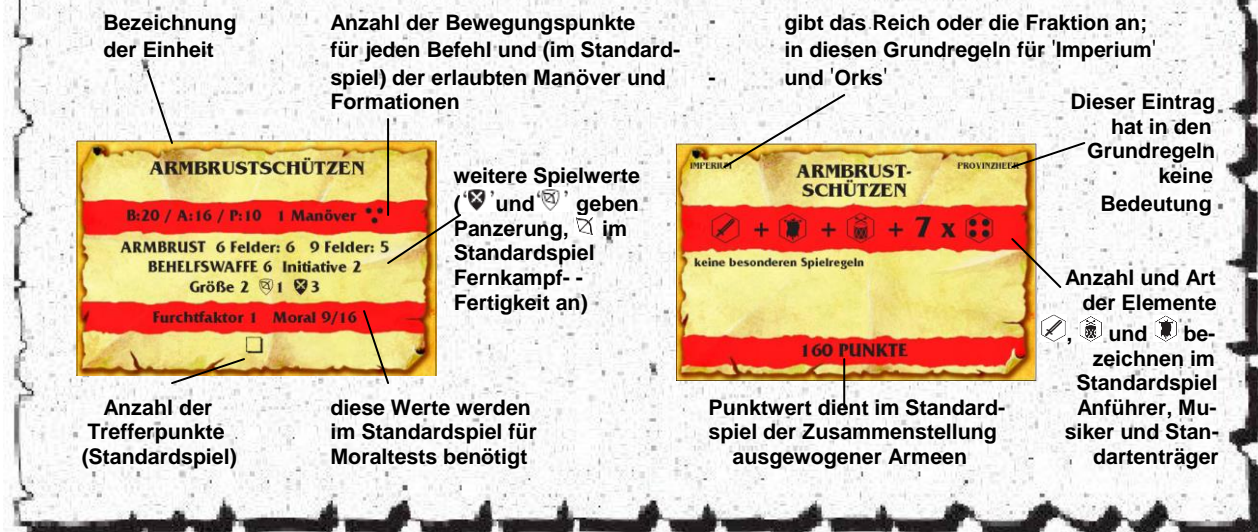 Bezeichnung
der Einheit
Anzahl der Bewegungspunkte
für jeden Befehl und (im Standard-
spiel) der erlaubten Manöver und -
Formationen
gibt das Reich oder die Fraktion an;
in diesen Grundregeln für 'Imperium'
und 'Orks'
Dieser Eintrag
hat in den
Grundregeln
keine
Bedeutung
ARMBRUSTSCHÜTZEN
B:20 / A:16 / P:10 1 Manöver
ARMBRUST 6 Felder: 6 9 Felder: 5
BEHELFSWAFFE 6 Initiative 2
Größe 2 1 3
Furchtfaktor 1 Moral 9/16
weitere Spielwerte
(' ' und ' ' geben
Panzerung, im
Standardspiel
Fernkampf- -
Fertigkeit an)
IMPERIUM
PROVINZHEER
ARMBRUST-
SCHÜTZEN
+ + + 7 x
keine besonderen Spielregeln
160 PUNKTE
Anzahl und Art
der Elemente
, und be-
zeichnen im
Standardspiel
Anführer, Mu-
siker und Stan-
dartenträger
Anzahl der
Trefferpunkte
(Standardspiel)
diese Werte werden
im Standardspiel für
Moraltests benötigt
Punktwert dient im Standard-
spiel der Zusammenstellung
ausgewogener Armeen